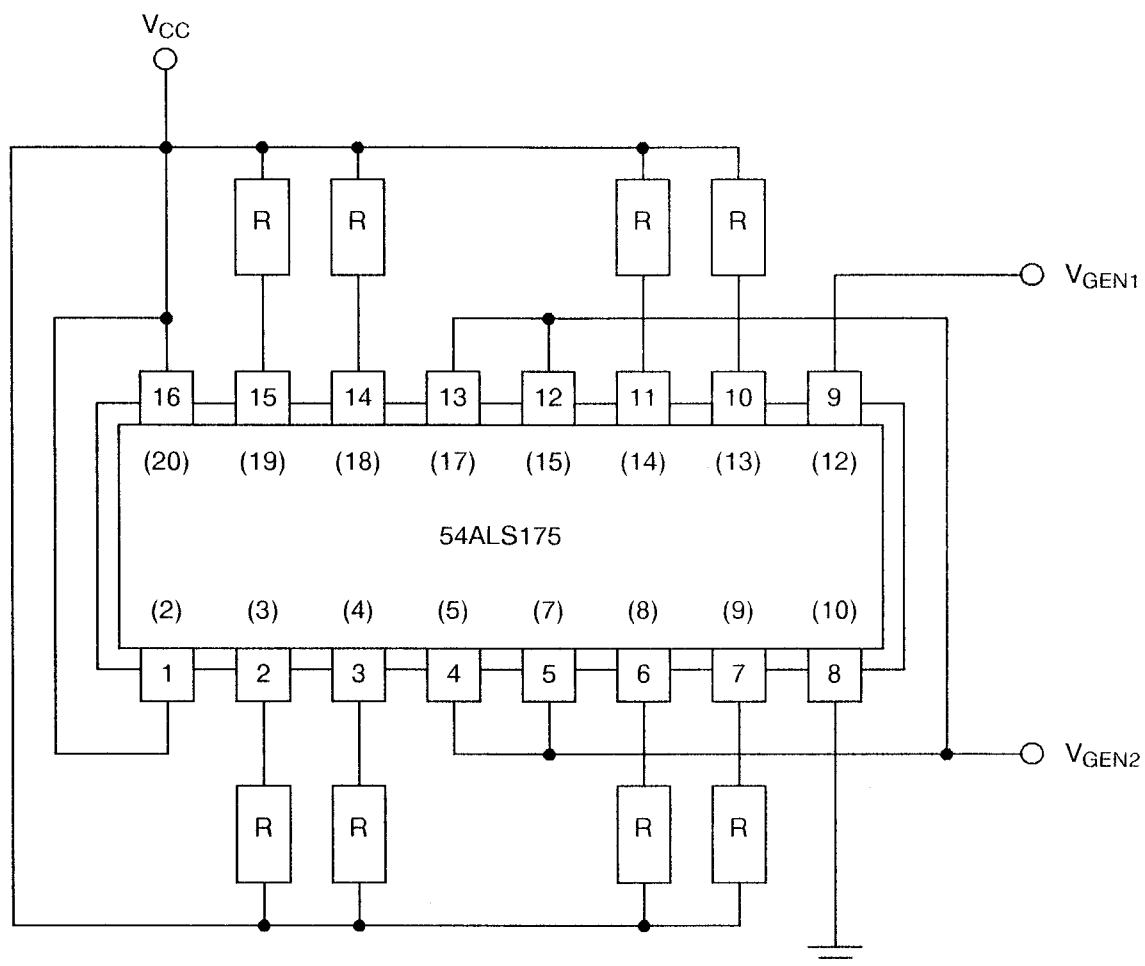 VCC
R R R R
VGEN1
16 15 14 13 12 11 10 9
(20) (19) (18) (17) (15) (14) (13) (12)
54ALS175
(2) (3) (4) (5) (7) (8) (9) (10)
1 2 3 4 5 6 7 8
VGEN2
R R R R